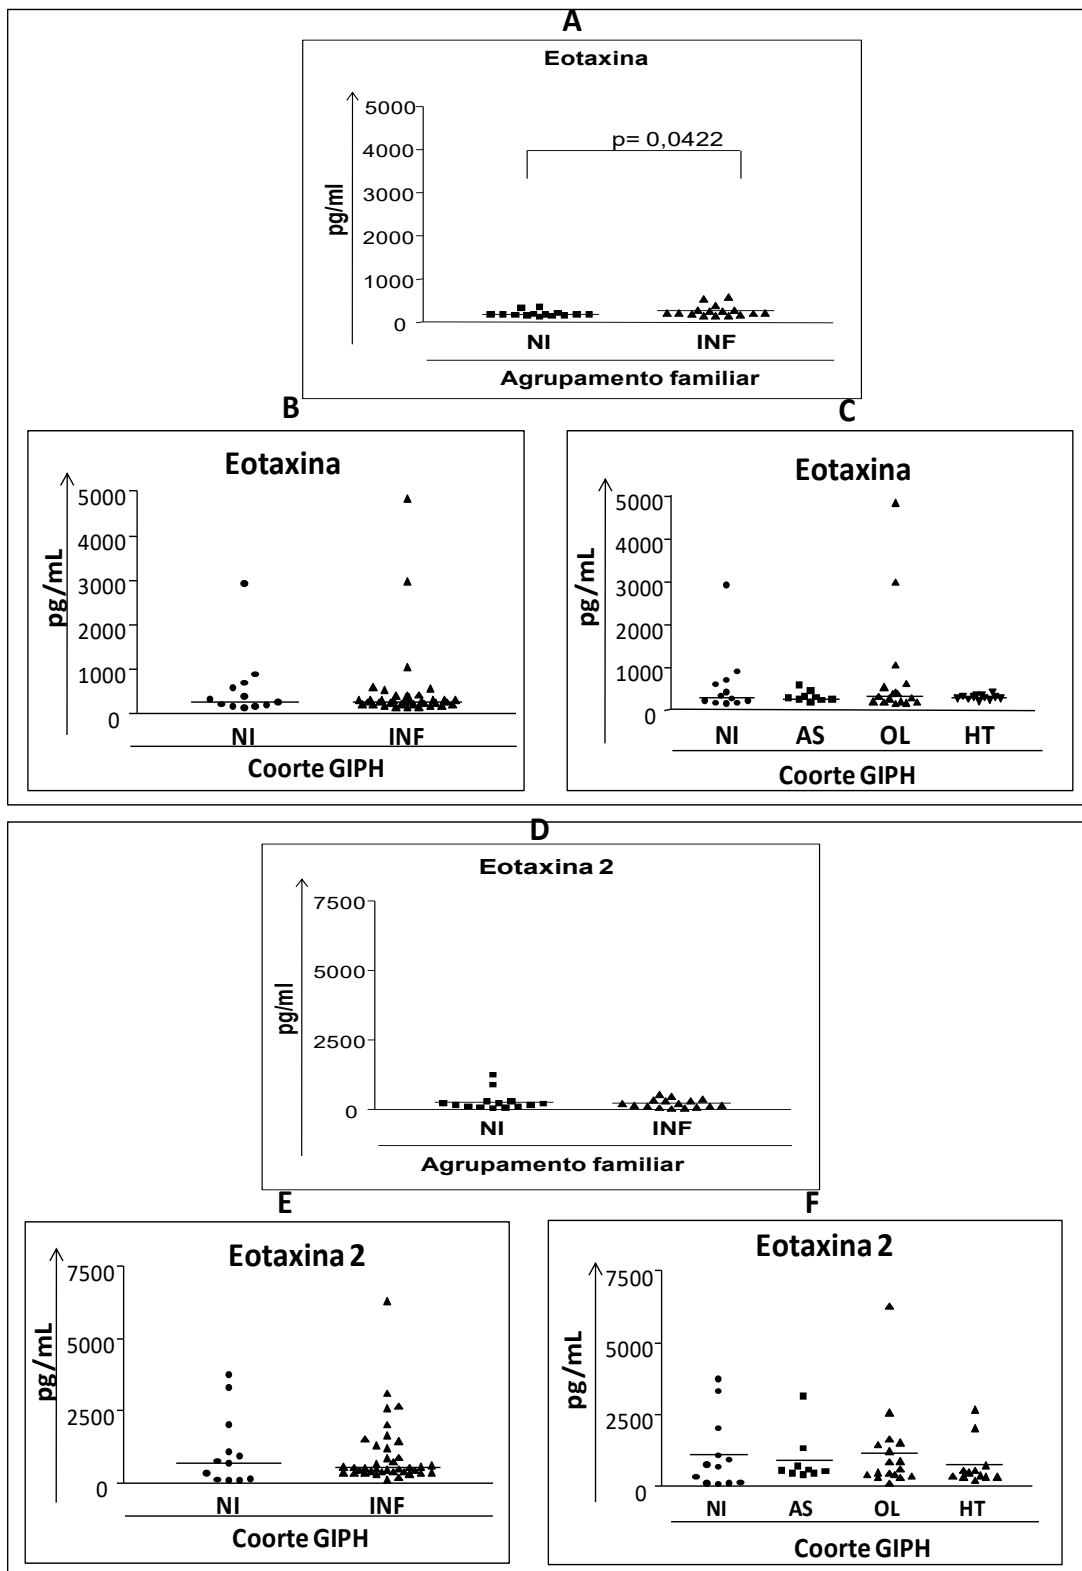 A
Eotaxina
5000
4000
3000
2000
1000
0
pg/ml
p= 0,0422
NI INF
Agrupamento familiar
B
Eotaxina
5000
4000
3000
2000
1000
0
pg/mL
NI INF
Coorte GIPH
C
Eotaxina
5000
4000
3000
2000
1000
0
pg/mL
NI AS OL HT
Coorte GIPH
D
Eotaxina 2
7500
5000
2500
0
pg/ml
NI INF
Agrupamento familiar
E
Eotaxina 2
7500
5000
2500
0
pg/mL
NI INF
Coorte GIPH
F
Eotaxina 2
7500
5000
2500
0
pg/mL
NI AS OL HT
Coorte GIPH